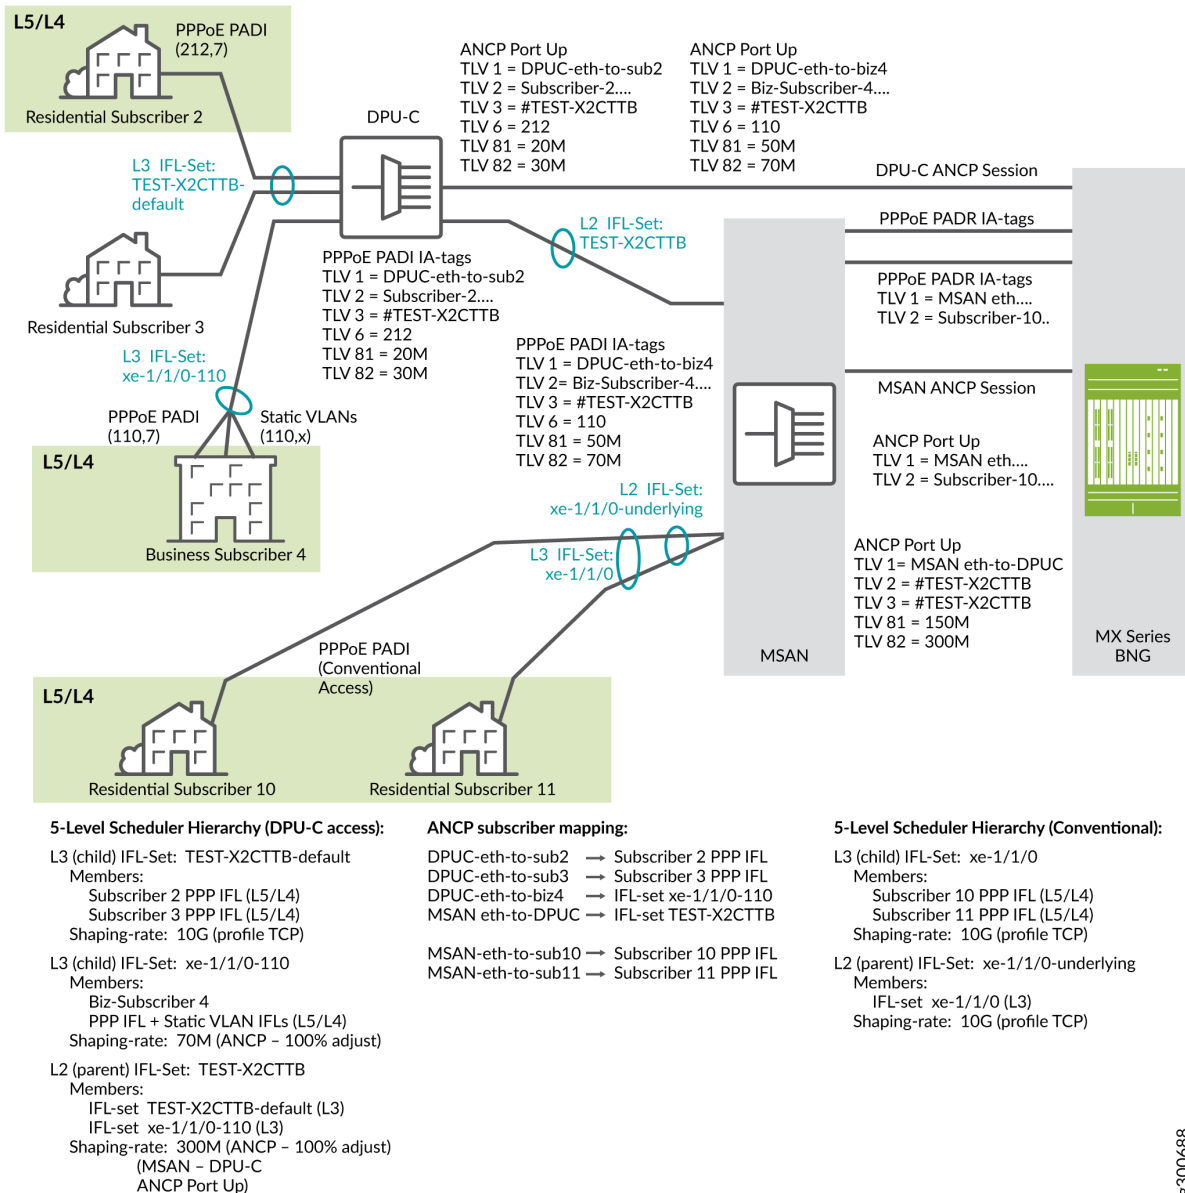 L5/L4
PPPoE PADI
(212,7)
Residential Subscriber 2
L3 IFL-Set:
TEST-X2CTTB-
default
Residential Subscriber 3
DPU-C
ANCP Port Up
TLV 1 = DPUC-eth-to-sub2
TLV 2 = Subscriber-2....
TLV 3 = #TEST-X2CTTB
TLV 6 = 212
TLV 81 = 20M
TLV 82 = 30M
ANCP Port Up
TLV 1 = DPUC-eth-to-biz4
TLV 2 = Biz-Subscriber-4....
TLV 3 = #TEST-X2CTTB
TLV 6 = 110
TLV 81 = 50M
TLV 82 = 70M
DPU-C ANCP Session
PPPoE PADR IA-tags
L2 IFL-Set:
TEST-X2CTTB
PPPoE PADR IA-tags
TLV 1 = MSAN eth....
TLV 2 = Subscriber-10..
PPPoE PADI IA-tags
TLV 1 = DPUC-eth-to-sub2
TLV 2 = Subscriber-2....
TLV 3 = #TEST-X2CTTB
TLV 6 = 212
TLV 81 = 20M
TLV 82 = 30M
L3 IFL-Set:
xe-1/1/0-110
PPPoE PADI
(110,7)
Static VLANs
(110,x)
L5/L4
Business Subscriber 4
PPPoE PADI IA-tags
TLV 1 = DPUC-eth-to-biz4
TLV 2= Biz-Subscriber-4....
TLV 3 = #TEST-X2CTTB
TLV 6 = 110
TLV 81 = 50M
TLV 82 = 70M
MSAN ANCP Session
ANCP Port Up
TLV 1 = MSAN eth....
TLV 2 = Subscriber-10....
L2 IFL-Set:
xe-1/1/0-underlying
L3 IFL-Set:
xe-1/1/0
ANCP Port Up
TLV 1= MSAN eth-to-DPUC
TLV 2 = #TEST-X2CTTB
TLV 3 = #TEST-X2CTTB
TLV 81 = 150M
TLV 82 = 300M
MSAN
MX Series
BNG
PPPoE PADI
(Conventional
Access)
L5/L4
Residential Subscriber 10
Residential Subscriber 11
5-Level Scheduler Hierarchy (DPU-C access):
L3 (child) IFL-Set: TEST-X2CTTB-default
Members:
Subscriber 2 PPP IFL (L5/L4)
Subscriber 3 PPP IFL (L5/L4)
Shaping-rate: 10G (profile TCP)
L3 (child) IFL-Set: xe-1/1/0-110
Members:
Biz-Subscriber 4
PPP IFL + Static VLAN IFLs (L5/L4)
Shaping-rate: 70M (ANCP – 100% adjust)
L2 (parent) IFL-Set: TEST-X2CTTB
Members:
IFL-set TEST-X2CTTB-default (L3)
IFL-set xe-1/1/0-110 (L3)
Shaping-rate: 300M (ANCP – 100% adjust)
(MSAN – DPU-C
ANCP Port Up)
ANCP subscriber mapping:
DPUC-eth-to-sub2 → Subscriber 2 PPP IFL
DPUC-eth-to-sub3 → Subscriber 3 PPP IFL
DPUC-eth-to-biz4 → IFL-set xe-1/1/0-110
MSAN eth-to-DPUC → IFL-set TEST-X2CTTB
MSAN-eth-to-sub10 → Subscriber 10 PPP IFL
MSAN-eth-to-sub11 → Subscriber 11 PPP IFL
5-Level Scheduler Hierarchy (Conventional):
L3 (child) IFL-Set: xe-1/1/0
Members:
Subscriber 10 PPP IFL (L5/L4)
Subscriber 11 PPP IFL (L5/L4)
Shaping-rate: 10G (profile TCP)
L2 (parent) IFL-Set: xe-1/1/0-underlying
Members:
IFL-set xe-1/1/0 (L3)
Shaping-rate: 10G (profile TCP)
g300688